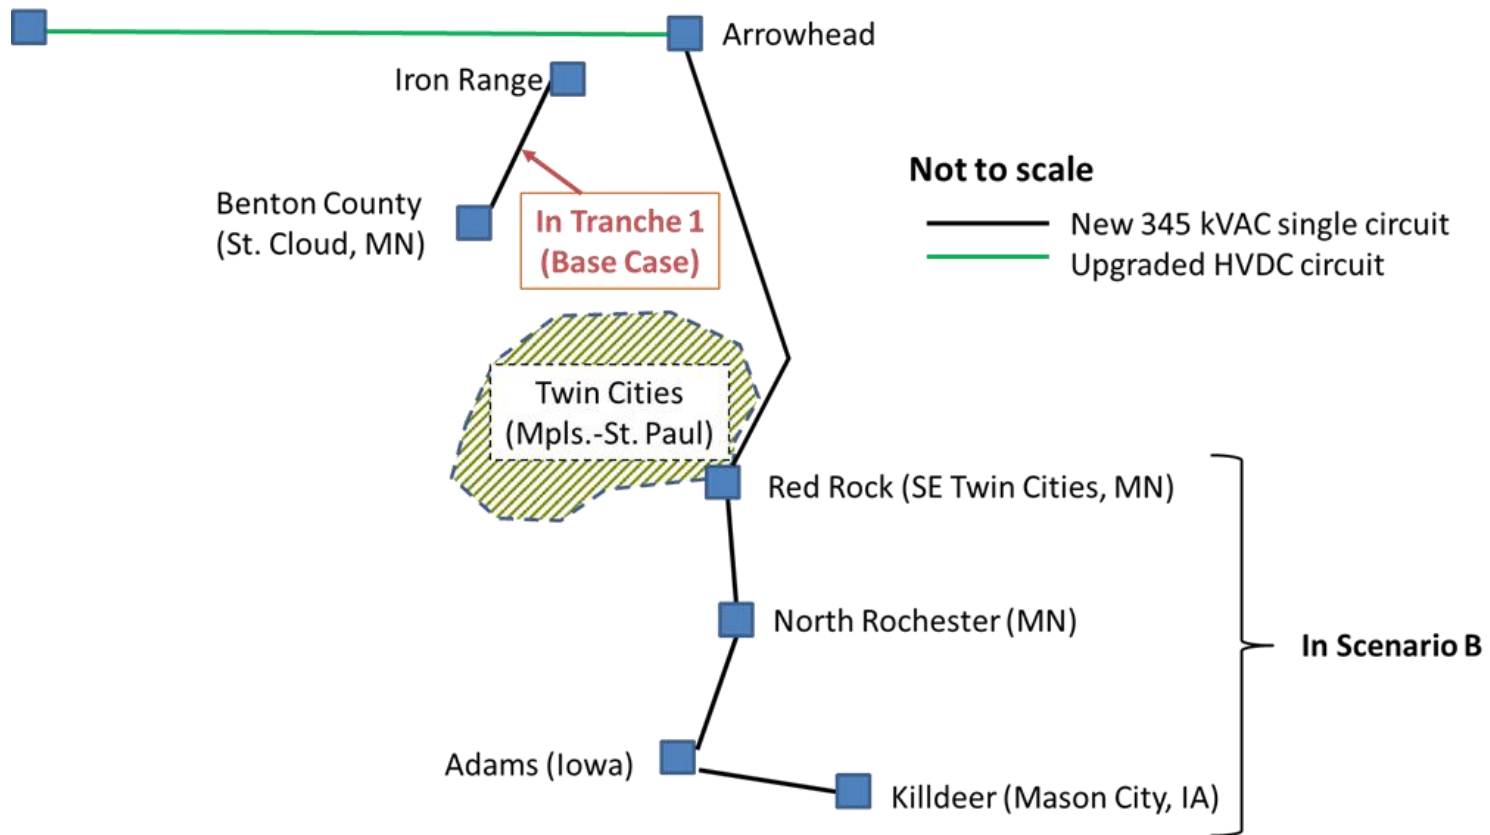 Arrowhead
Iron Range
Not to scale
Benton County
(St. Cloud, MN)
In Tranche 1
(Base Case)
New 345 kVAC single circuit
Upgraded HVDC circuit
Twin Cities
(Mpls.-St. Paul)
Red Rock (SE Twin Cities, MN)
North Rochester (MN)
In Scenario B
Adams (Iowa)
Killdeer (Mason City, IA)